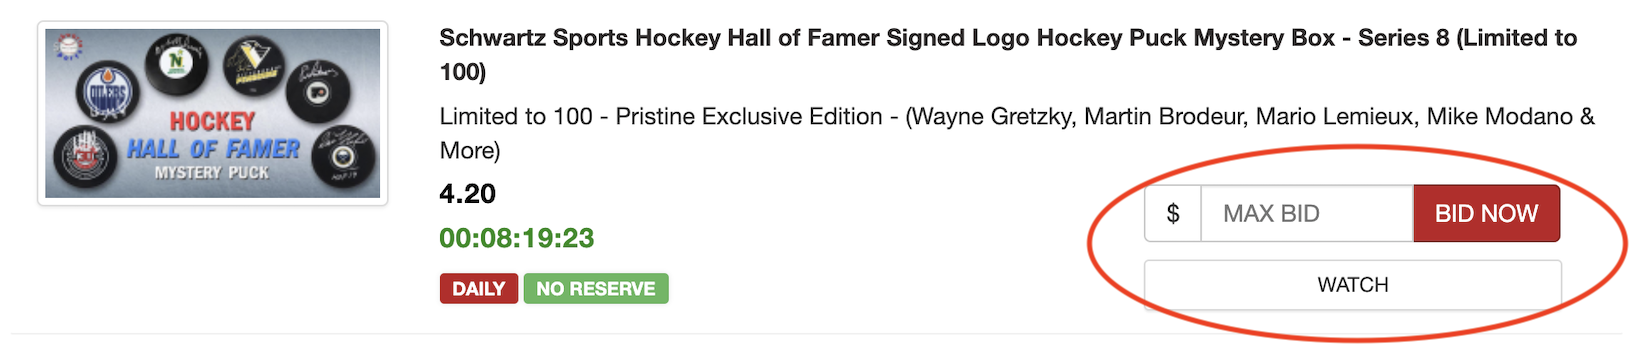 Schwartz Sports Hockey Hall of Famer Signed Logo Hockey Puck Mystery Box - Series 8 (Limited to
100)
Limited to 100 - Pristine Exclusive Edition - (Wayne Gretzky, Martin Brodeur, Mario Lemieux, Mike Modano &
More)
4.20
00:08:19:23
DAILY NO RESERVE
$ MAX BID BID NOW
WATCH
OILERS
HOCKEY
HALL OF FAMER
MYSTERY PUCK